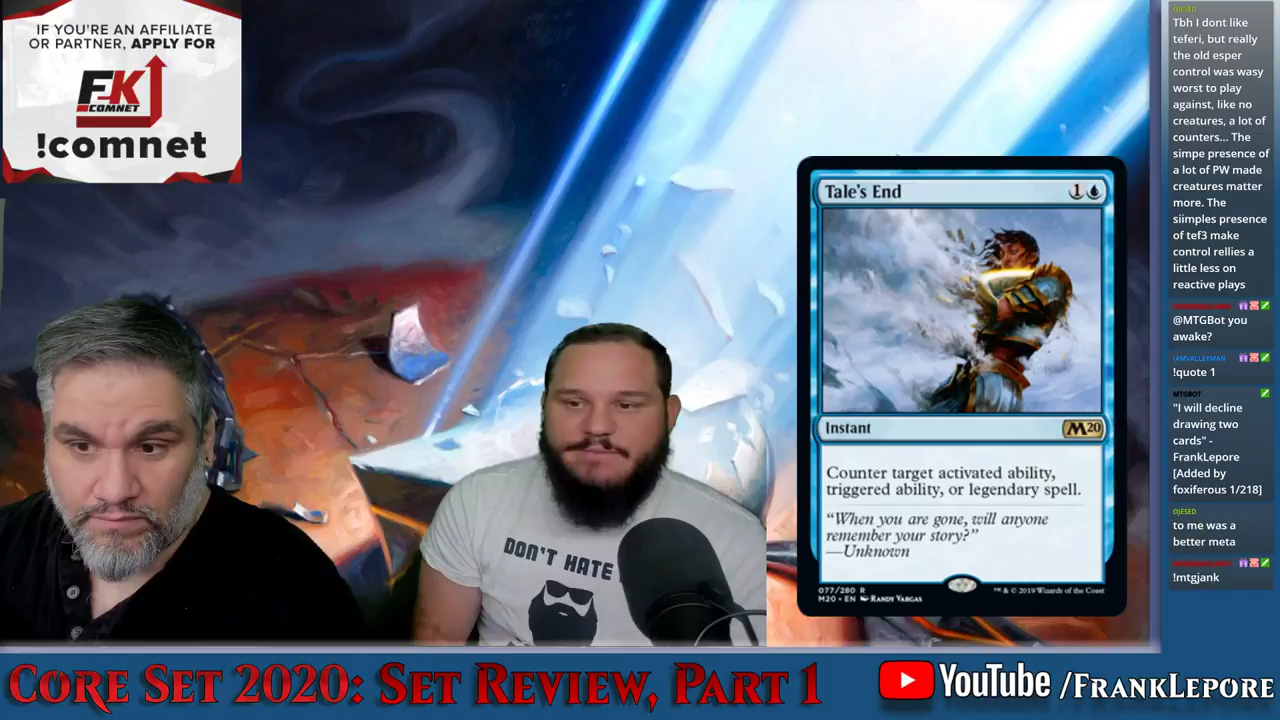 IF YOU'RE AN AFFILIATE
OR PARTNER, APPLY FOR
F2K
COMNET
!comnet
Tale's End
1
Instant
M20
Counter target activated ability,
triggered ability, or legendary spell.
"When you are gone, will anyone
remember your story?"
—Unknown
077/280 R
M20 • EN RANDY VARGAS
™ & © 2019 Wizards of the Coast
DON'T HATE
OJESED
Tbh I dont like
teferi, but really
the old esper
control was wasy
worst to play
against, like no
creatures, a lot of
counters... The
simpe presence of
a lot of PW made
creatures matter
more. The
siimples presence
of tef3 make
control rellies a
little less on
reactive plays
@MTGBot you
awake?
IAMVALLEYMAN
!quote 1
MTGBOT
"I will decline
drawing two
cards" -
FrankLepore
[Added by
foxiferous 1/218]
OJESED
to me was a
better meta
!mtgjank
CORE SET 2020: SET REVIEW, PART 1
YouTube /FRANKLEPORE